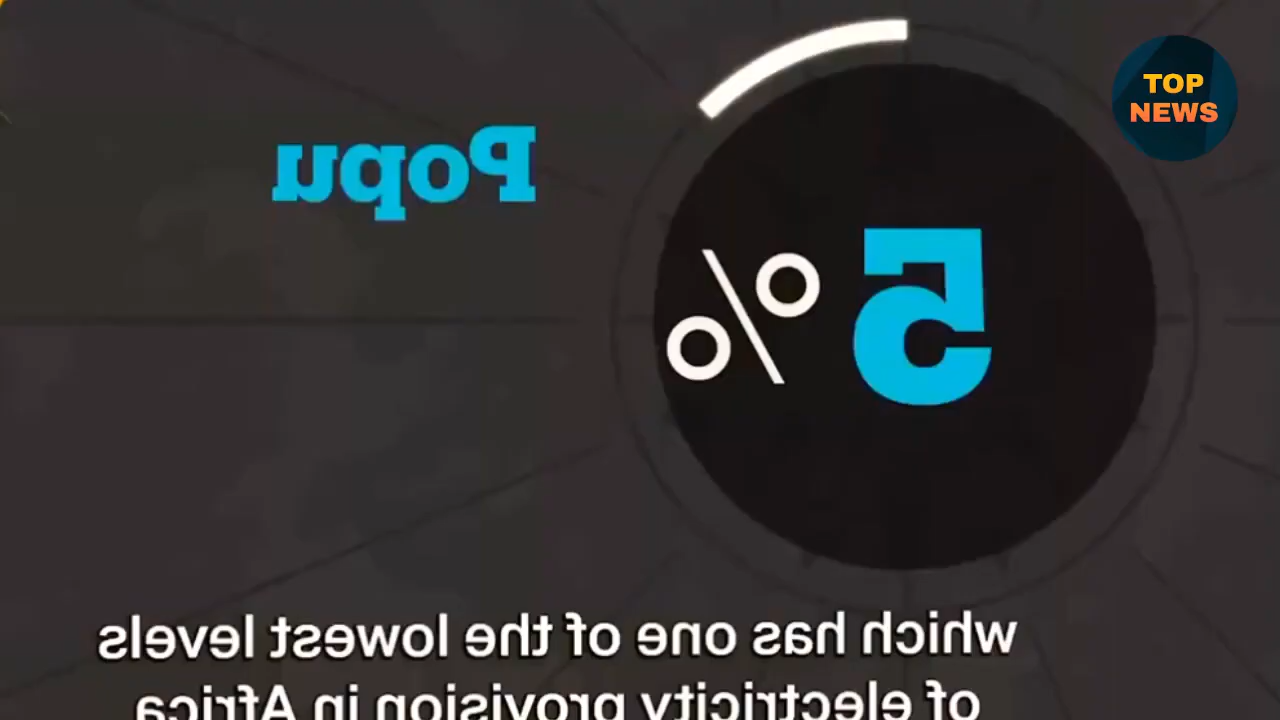 TOP
NEWS
Popu
5%
which has one of the lowest levels
of electricity provision in Africa